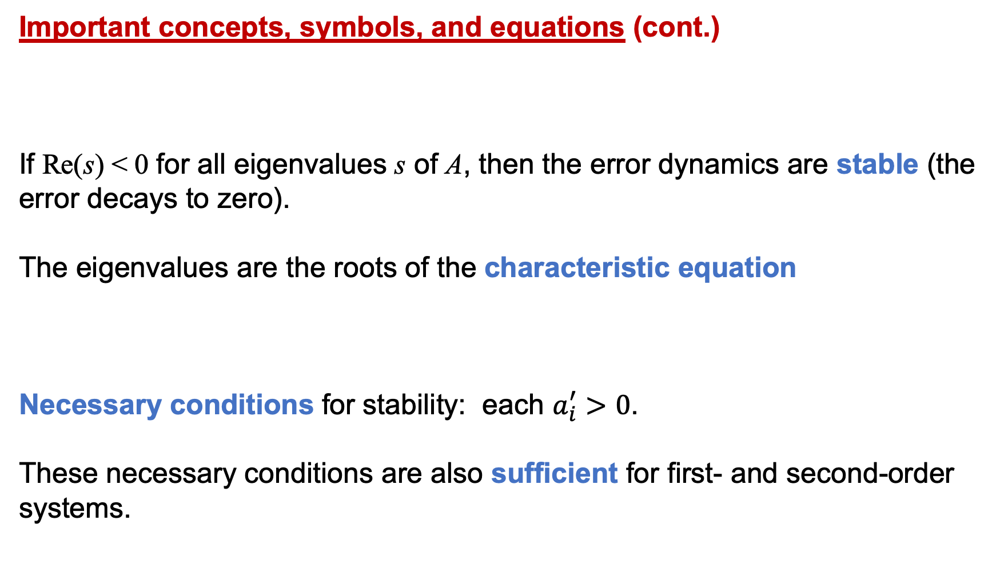 Important concepts, symbols, and equations (cont.)
If Re(s) < 0 for all eigenvalues s of A, then the error dynamics are stable (the
error decays to zero).
The eigenvalues are the roots of the characteristic equation
Necessary conditions for stability:  each a′ᵢ > 0.
These necessary conditions are also sufficient for first- and second-order
systems.